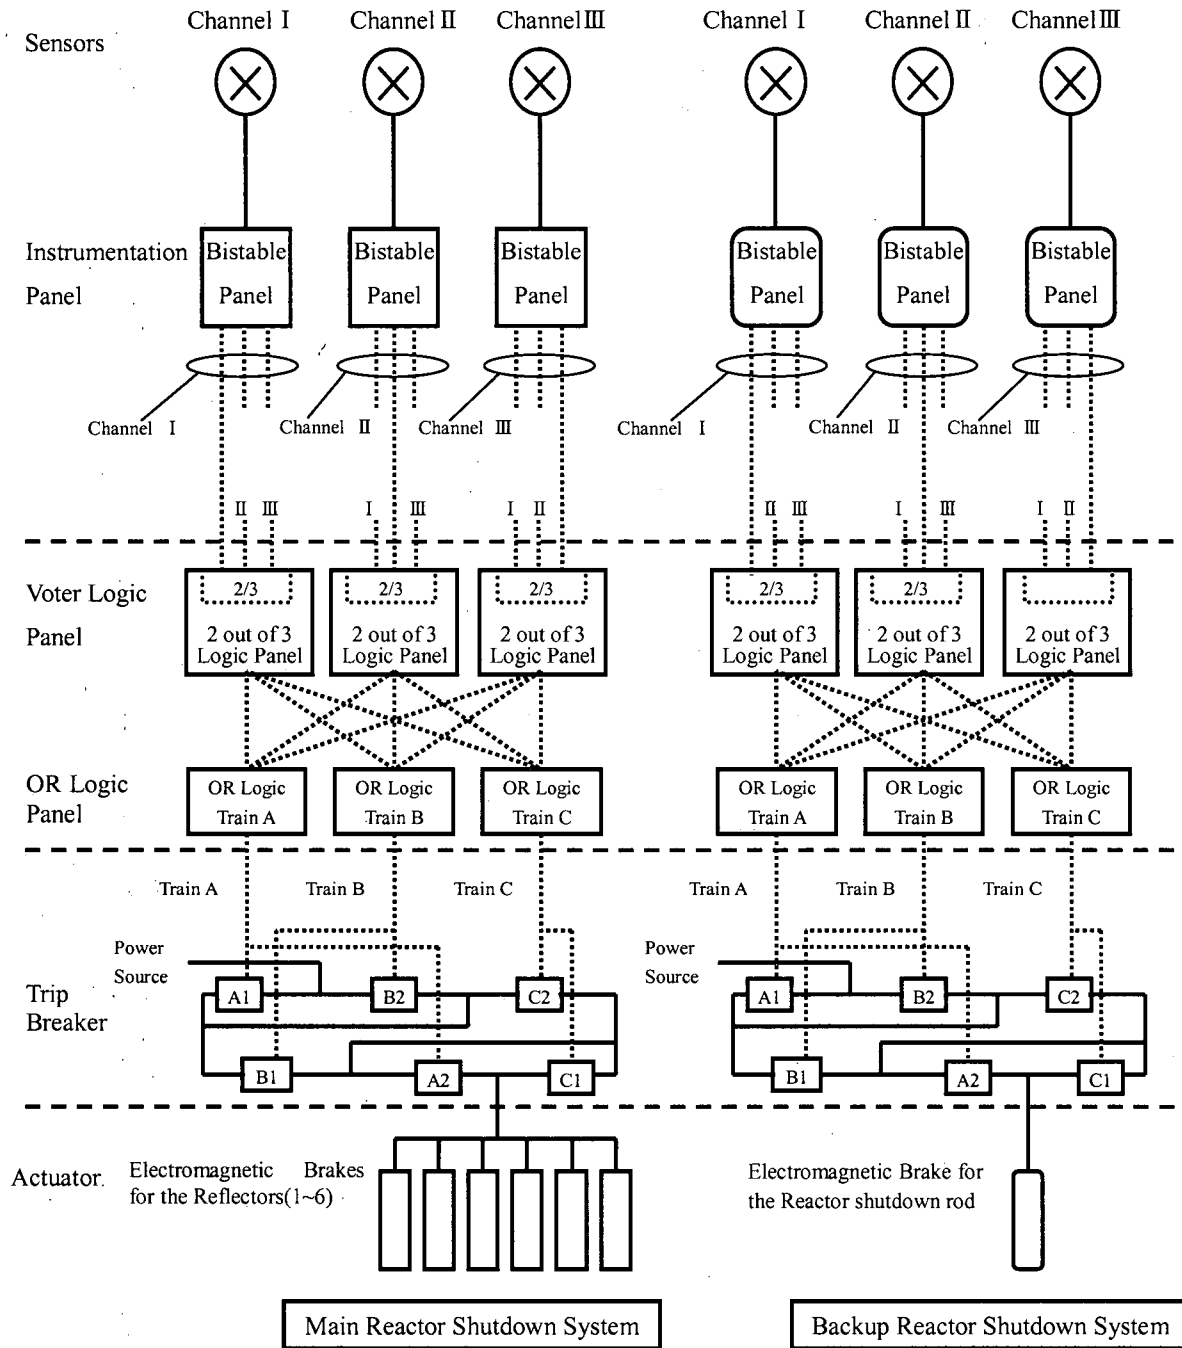 Channel I Channel II Channel III Channel I Channel II Channel III
Sensors
Instrumentation
Panel
Bistable Panel
Bistable Panel
Bistable Panel
Bistable Panel
Bistable Panel
Bistable Panel
Channel I
Channel II
Channel III
Channel I
Channel II
Channel III
II III I III I II II III I III I II
Voter Logic
Panel
2/3
2 out of 3
Logic Panel
2/3
2 out of 3
Logic Panel
2/3
2 out of 3
Logic Panel
2/3
2 out of 3
Logic Panel
2/3
2 out of 3
Logic Panel
2 out of 3
Logic Panel
OR Logic
Panel
OR Logic
Train A
OR Logic
Train B
OR Logic
Train C
OR Logic
Train A
OR Logic
Train B
OR Logic
Train C
Train A Train B Train C Train A Train B Train C
Power
Source
Power
Source
Trip
Breaker
A1 B2 C2 A1 B2 C2
B1 A2 C1 B1 A2 C1
Actuator.
Electromagnetic Brakes
for the Reflectors(1~6)
Electromagnetic Brake for
the Reactor shutdown rod
Main Reactor Shutdown System
Backup Reactor Shutdown System